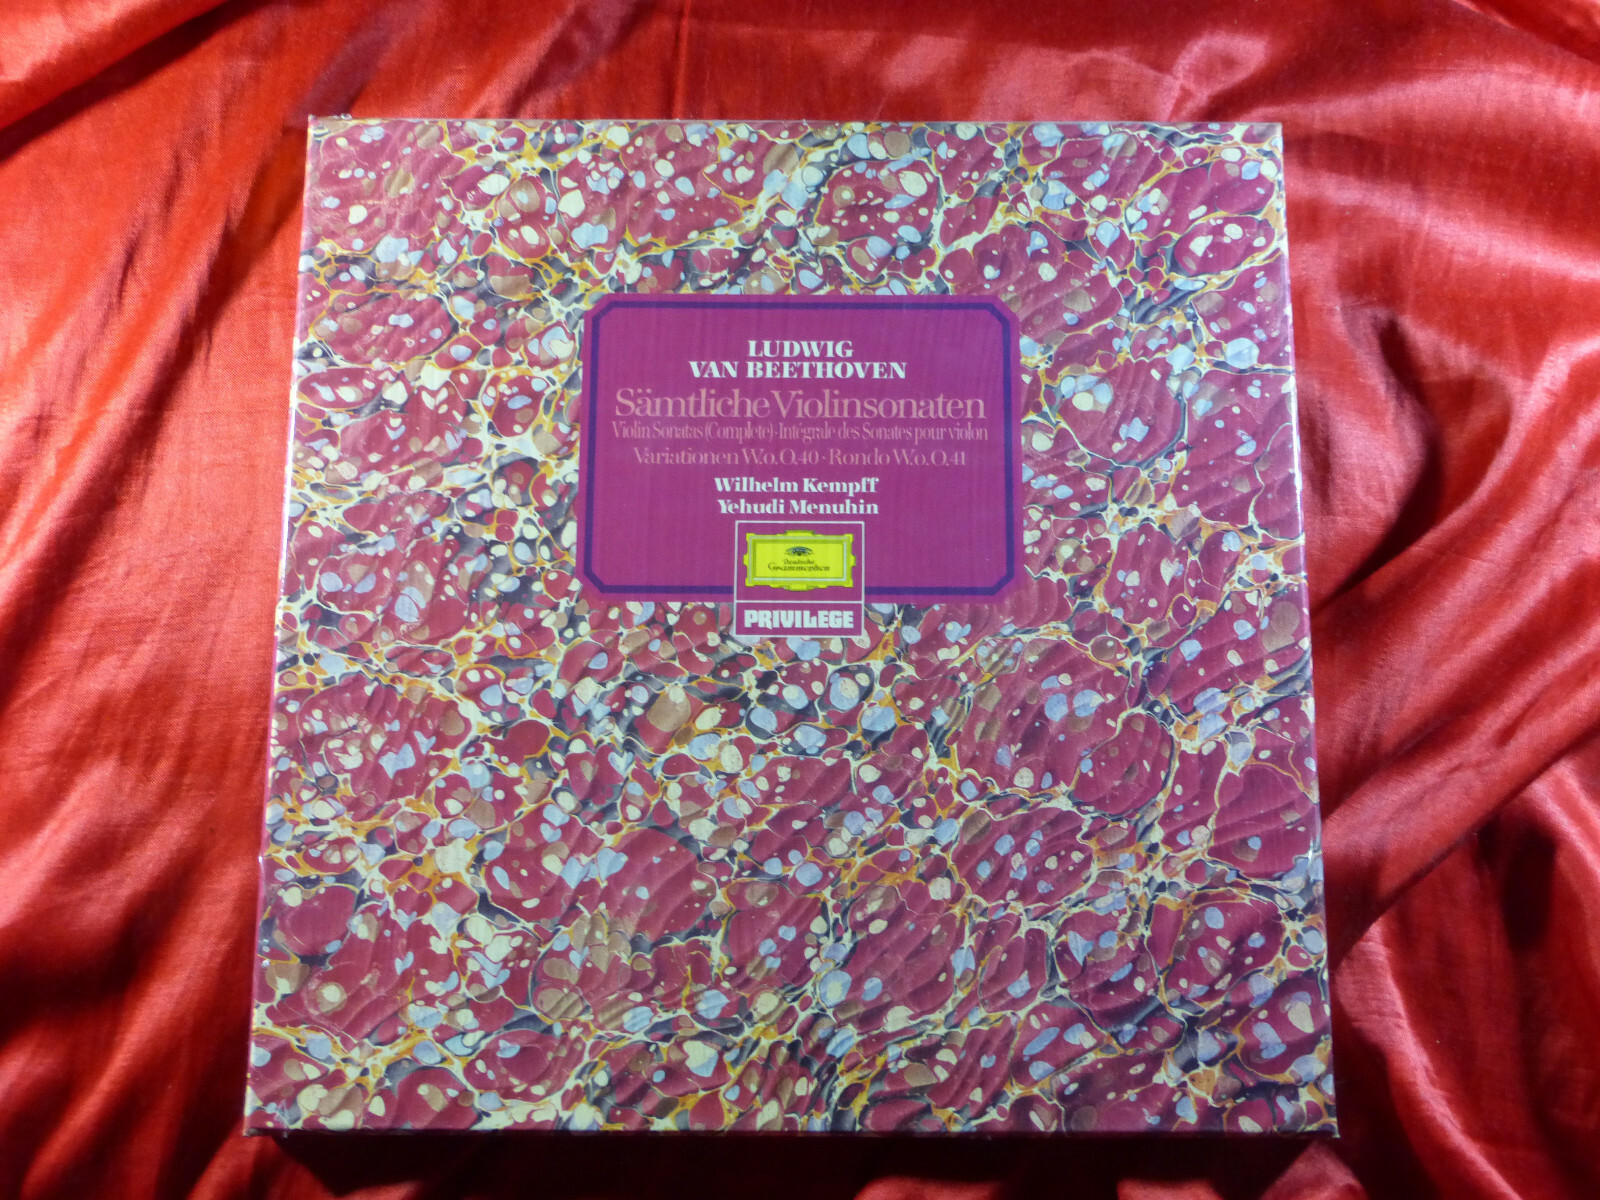 LUDWIG
VAN BEETHOVEN
Sämtliche Violinsonaten
Violin Sonatas (Complete)·Intégrale des Sonates pour violon
Variationen W.o.O.40 · Rondo W.o.O.41
Wilhelm Kempff
Yehudi Menuhin
Deutsche
Grammophon
PRIVILEGE